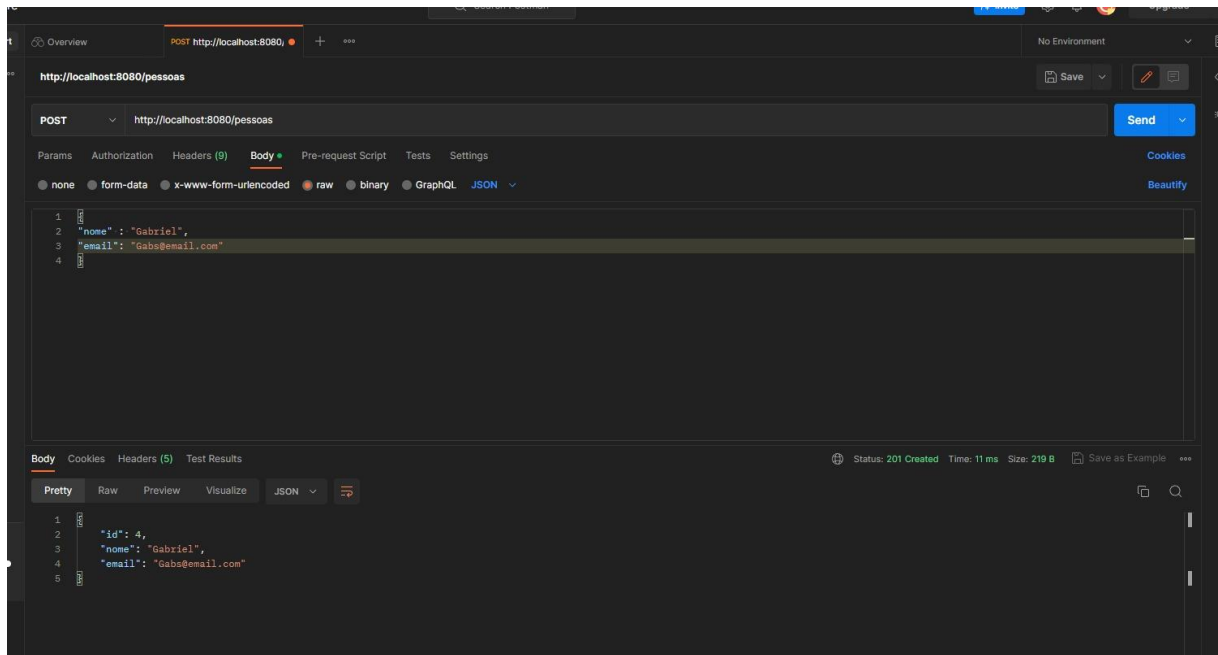 Search Postman
Invite
Upgrade
Overview
POST http://localhost:8080/
No Environment
http://localhost:8080/pessoas
Save
POST http://localhost:8080/pessoas
Send
Params Authorization Headers (9) Body Pre-request Script Tests Settings
Cookies
none form-data x-www-form-urlencoded raw binary GraphQL JSON
Beautify
1 {
2 "nome" : "Gabriel",
3 "email": "Gabs@email.com"
4 }
Body Cookies Headers (5) Test Results
Status: 201 Created Time: 11 ms Size: 219 B Save as Example
Pretty Raw Preview Visualize JSON
1 {
2 "id": 4,
3 "nome": "Gabriel",
4 "email": "Gabs@email.com"
5 }